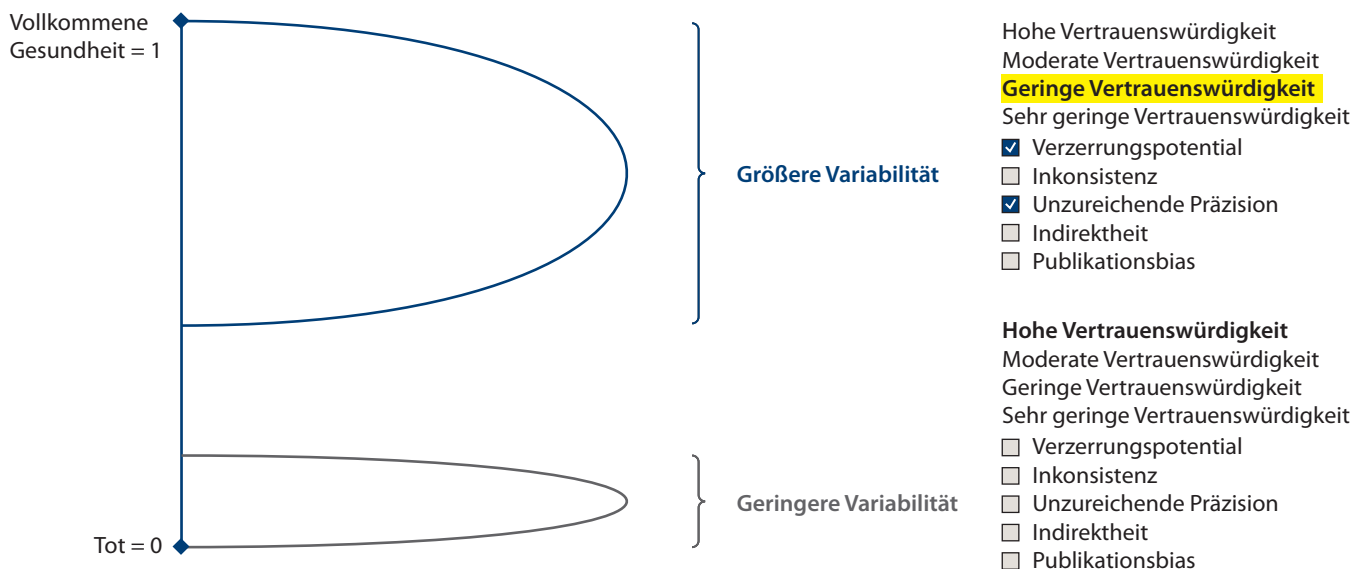 Vollkommene
Gesundheit = 1
Tot = 0
Größere Variabilität
Geringere Variabilität
Hohe Vertrauenswürdigkeit
Moderate Vertrauenswürdigkeit
Geringe Vertrauenswürdigkeit
Sehr geringe Vertrauenswürdigkeit
Verzerrungspotential
Inkonsistenz
Unzureichende Präzision
Indirektheit
Publikationsbias
Hohe Vertrauenswürdigkeit
Moderate Vertrauenswürdigkeit
Geringe Vertrauenswürdigkeit
Sehr geringe Vertrauenswürdigkeit
Verzerrungspotential
Inkonsistenz
Unzureichende Präzision
Indirektheit
Publikationsbias